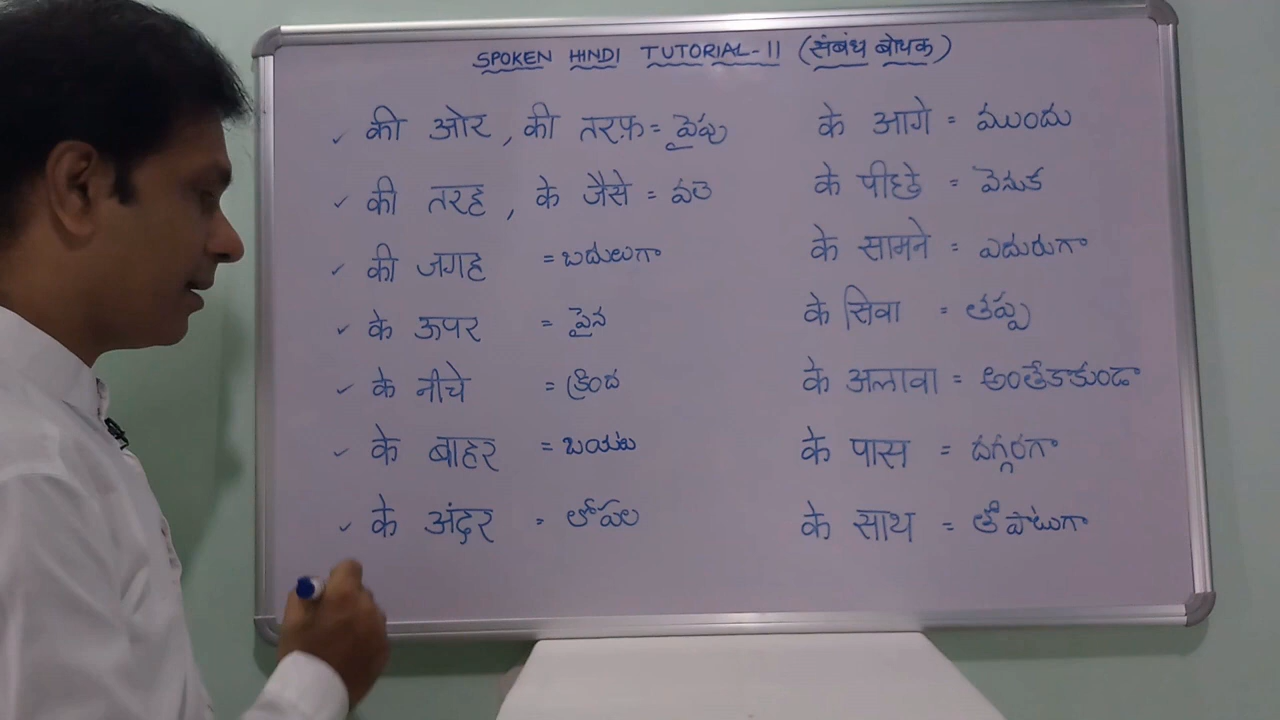 SPOKEN HINDI TUTORIAL-11 (संबंध बोधक)
की ओर, की तरफ़ = వైపు
की तरह, के जैसे = వలె
की जगह = బదులుగా
के ऊपर = పైన
के नीचे = క్రింద
के बाहर = బయట
के अंदर = లోపల
के आगे = ముందు
के पीछे = వెనుక
के सामने = ఎదురుగా
के सिवा = తప్ప
के अलावा = అంతేకాకుండా
के पास = దగ్గరగా
के साथ = తోపాటుగా